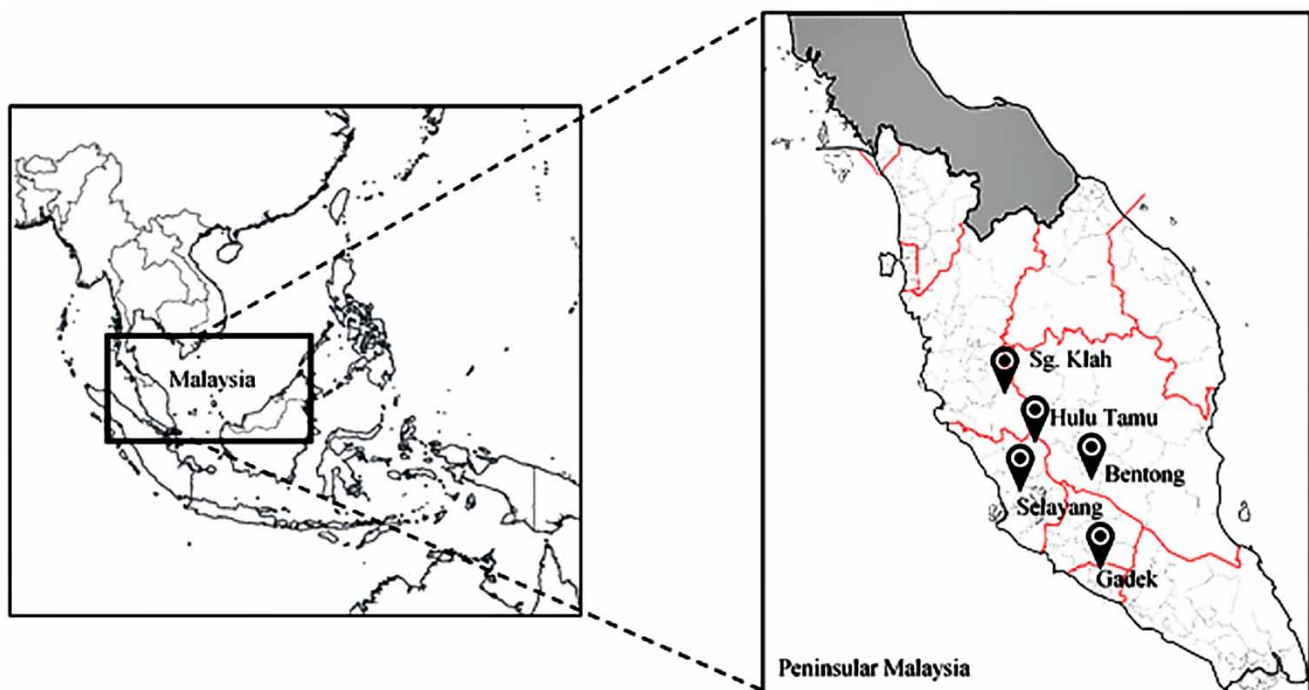 Malaysia
Sg. Klah
Hulu Tamu
Bentong
Selayang
Gadek
Peninsular Malaysia